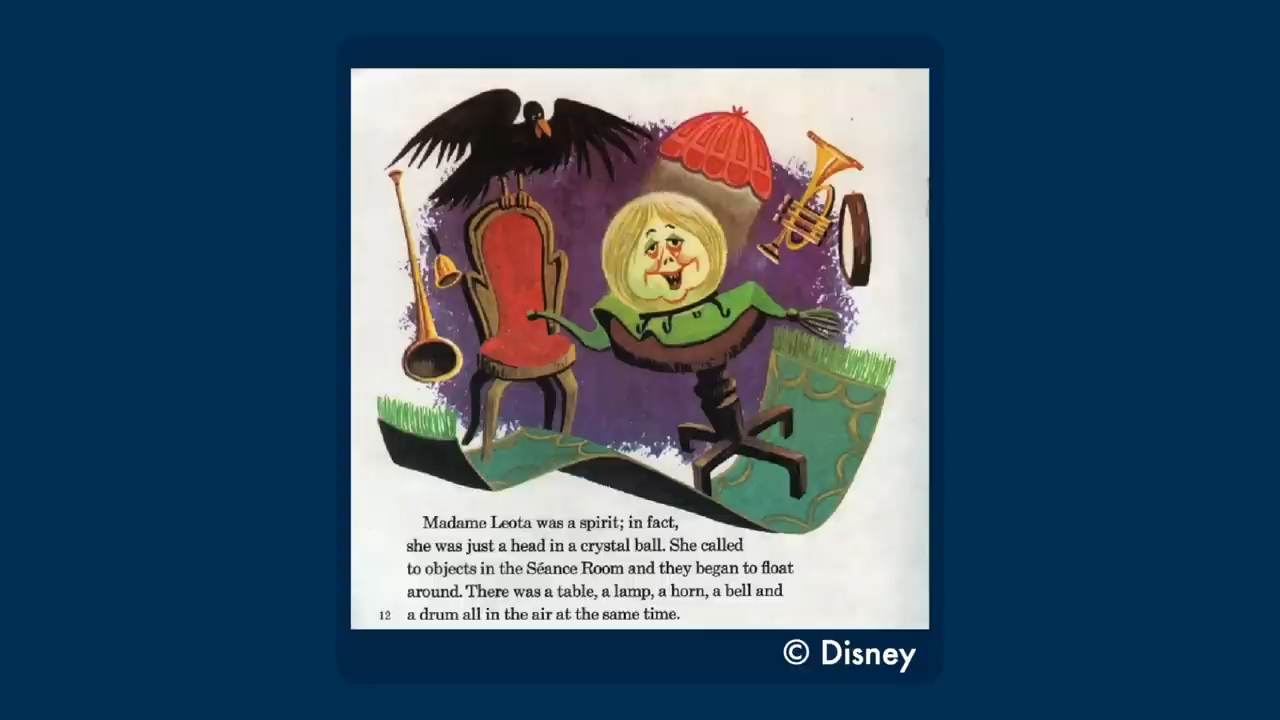 Madame Leota was a spirit; in fact,
she was just a head in a crystal ball. She called
to objects in the Séance Room and they began to float
around. There was a table, a lamp, a horn, a bell and
12 a drum all in the air at the same time.
© Disney